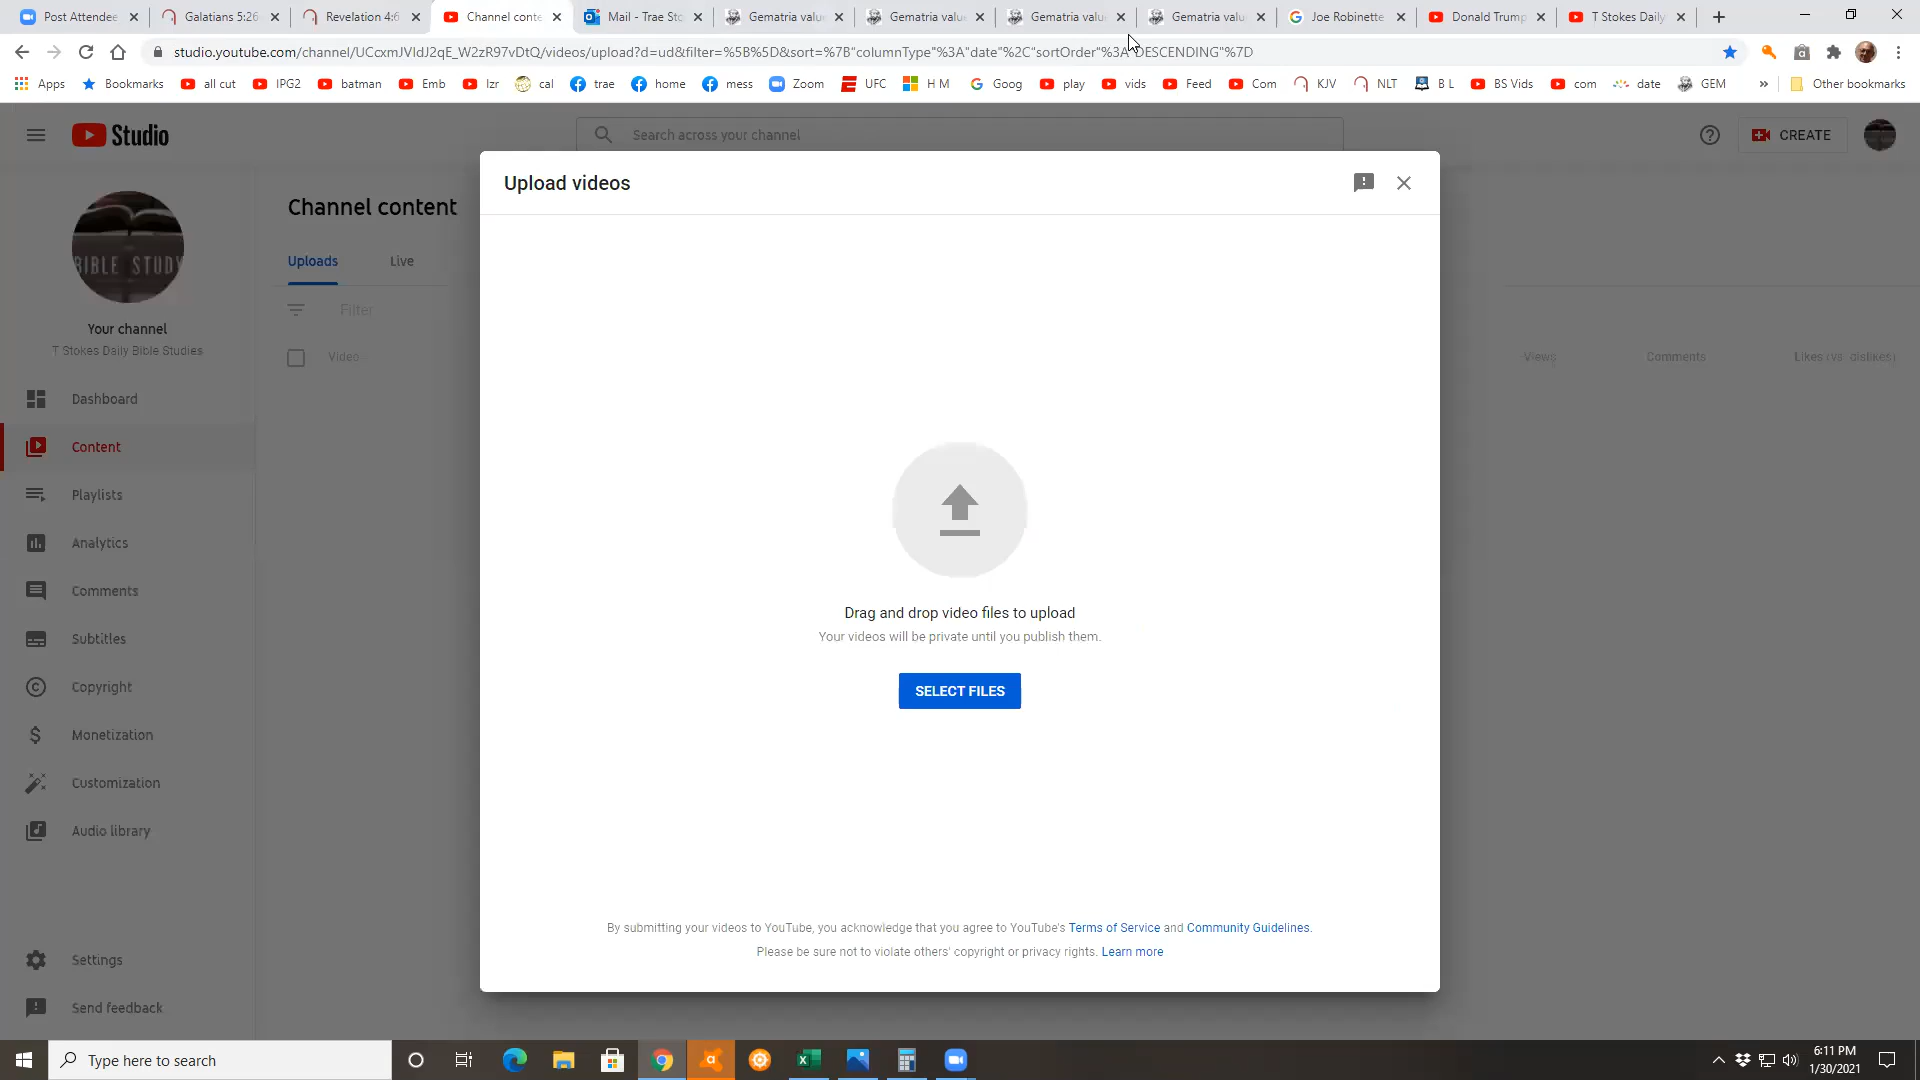 Post Attendee
Galatians 5:26
Revelation 4:6
Channel conte
Mail - Trae Sto
Gematria valu
Gematria valu
Gematria valu
Gematria valu
Joe Robinette
Donald Trump
T Stokes Daily
studio.youtube.com/channel/UCcxmJVIdJ2qE_W2zR97vDtQ/videos/upload?d=ud&filter=%5B%5D&sort=%7B"columnType"%3A"date"%2C"sortOrder"%3A"DESCENDING"%7D
Apps
Bookmarks
all cut
IPG2
batman
Emb
lzr
cal
trae
home
mess
Zoom
UFC
H M
Goog
play
vids
Feed
Com
KJV
NLT
B L
BS Vids
com
date
GEM
»
Other bookmarks
Studio
Search across your channel
CREATE
BIBLE STUDY
Your channel
T Stokes Daily Bible Studies
Dashboard
Content
Playlists
Analytics
Comments
Subtitles
Copyright
Monetization
Customization
Audio library
Settings
Send feedback
Channel content
Uploads
Live
Filter
Video
Views
Comments
Likes (vs. dislikes)
Upload videos
Drag and drop video files to upload
Your videos will be private until you publish them.
SELECT FILES
By submitting your videos to YouTube, you acknowledge that you agree to YouTube's Terms of Service and Community Guidelines.
Please be sure not to violate others' copyright or privacy rights. Learn more
Type here to search
6:11 PM
1/30/2021